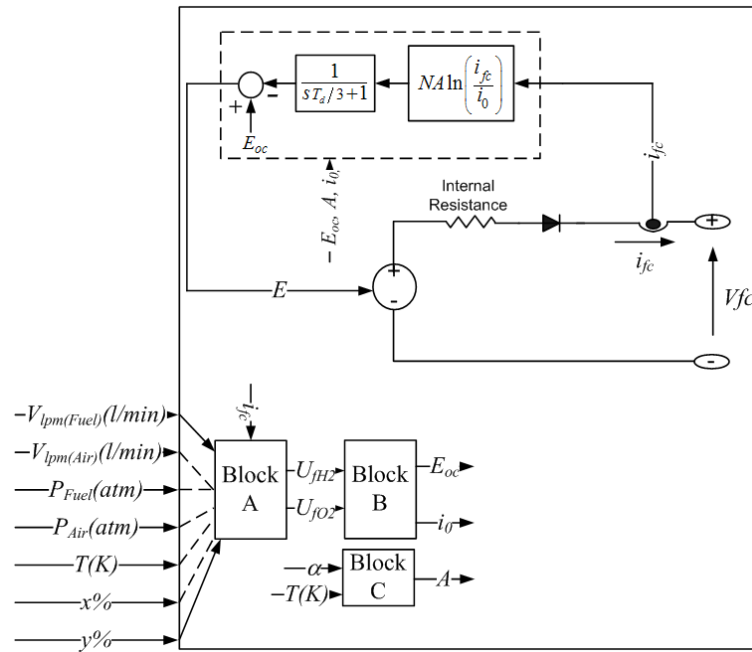 1
sT_d/3+1
NA ln(i_fc/i_0)
+
-
E_oc
i_fc
– E_oc, A, i_0,
Internal
Resistance
+
i_fc
E
+
-
Vfc
-
V_lpm(Fuel)(l/min)
i_fc
V_lpm(Air)(l/min)
P_Fuel(atm)
P_Air(atm)
T(K)
x%
y%
Block
A
U_fH2
U_fO2
Block
B
E_oc
i_0
α
T(K)
Block
C
A